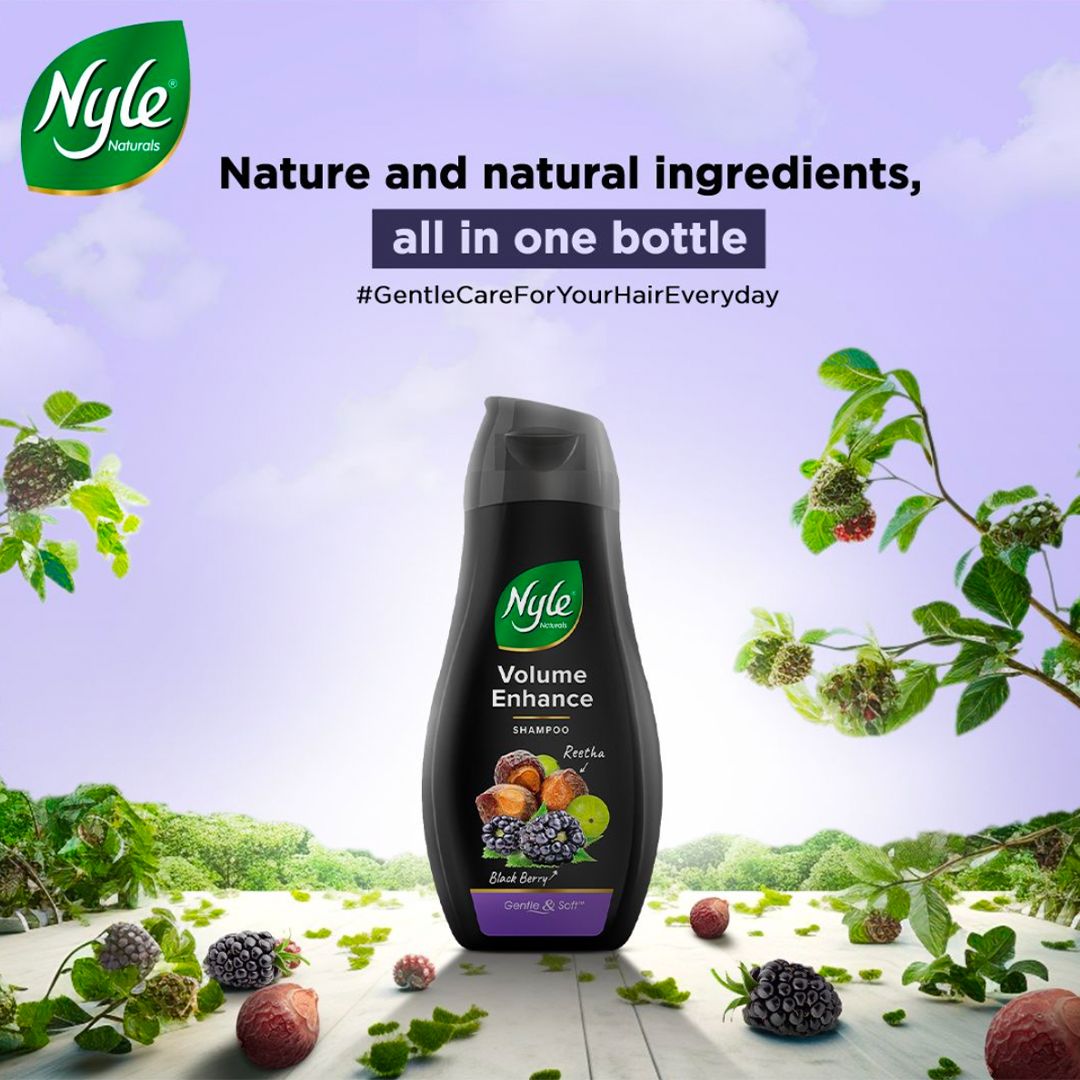 Nyle®
Naturals
Nature and natural ingredients,
all in one bottle
#GentleCareForYourHairEveryday
Nyle
Naturals
Volume
Enhance
SHAMPOO
Reetha
Black Berry
Gentle & Soft™